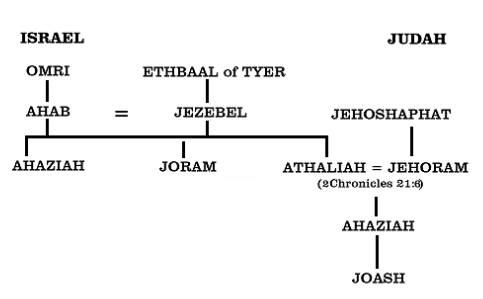 ISRAEL JUDAH
OMRI ETHBAAL of TYER
AHAB = JEZEBEL JEHOSHAPHAT
AHAZIAH JORAM ATHALIAH = JEHORAM
(2Chronicles 21:6)
AHAZIAH
JOASH